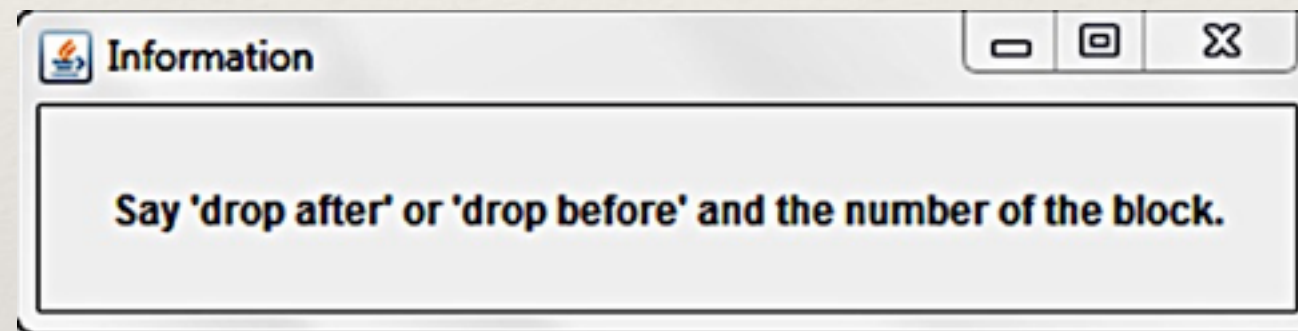 Information
Say 'drop after' or 'drop before' and the number of the block.